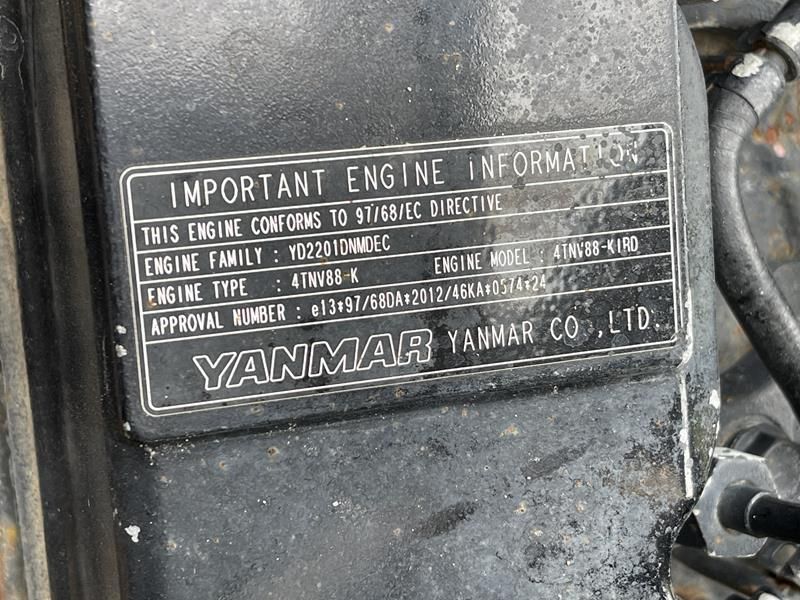 IMPORTANT ENGINE INFORMATION
THIS ENGINE CONFORMS TO 97/68/EC DIRECTIVE
ENGINE FAMILY : YD2201DNMDEC
ENGINE TYPE : 4TNV88-K ENGINE MODEL : 4TNV88-KIRD
APPROVAL NUMBER : e13*97/68DA*2012/46KA*0574*24
YANMAR YANMAR CO.,LTD.